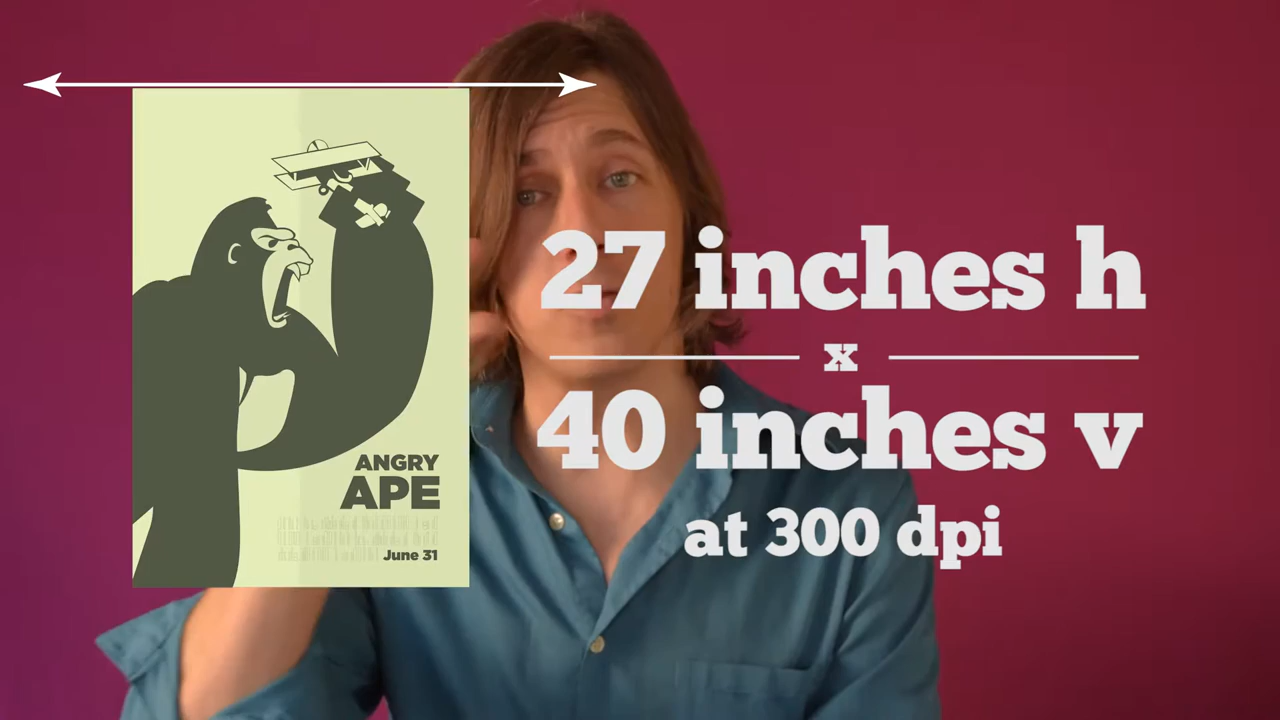 ANGRY
APE
June 31
27 inches h
x
40 inches v
at 300 dpi